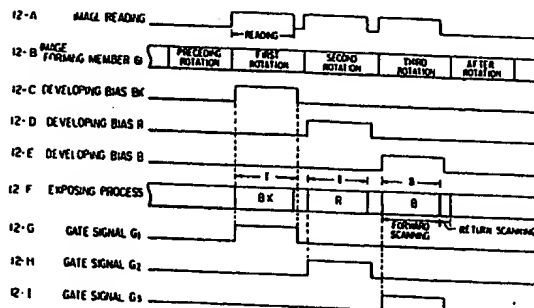 12-A IMAGE READING
READING
12-B IMAGE FORMING MEMBER
PRECEDING ROTATION FIRST ROTATION SECOND ROTATION THIRD ROTATION AFTER ROTATION
12-C DEVELOPING BIAS BK
12-D DEVELOPING BIAS R
12-E DEVELOPING BIAS B
12-F EXPOSING PROCESS BK R B
FORWARD SCANNING RETURN SCANNING
12-G GATE SIGNAL G1
12-H GATE SIGNAL G2
12-I GATE SIGNAL G3